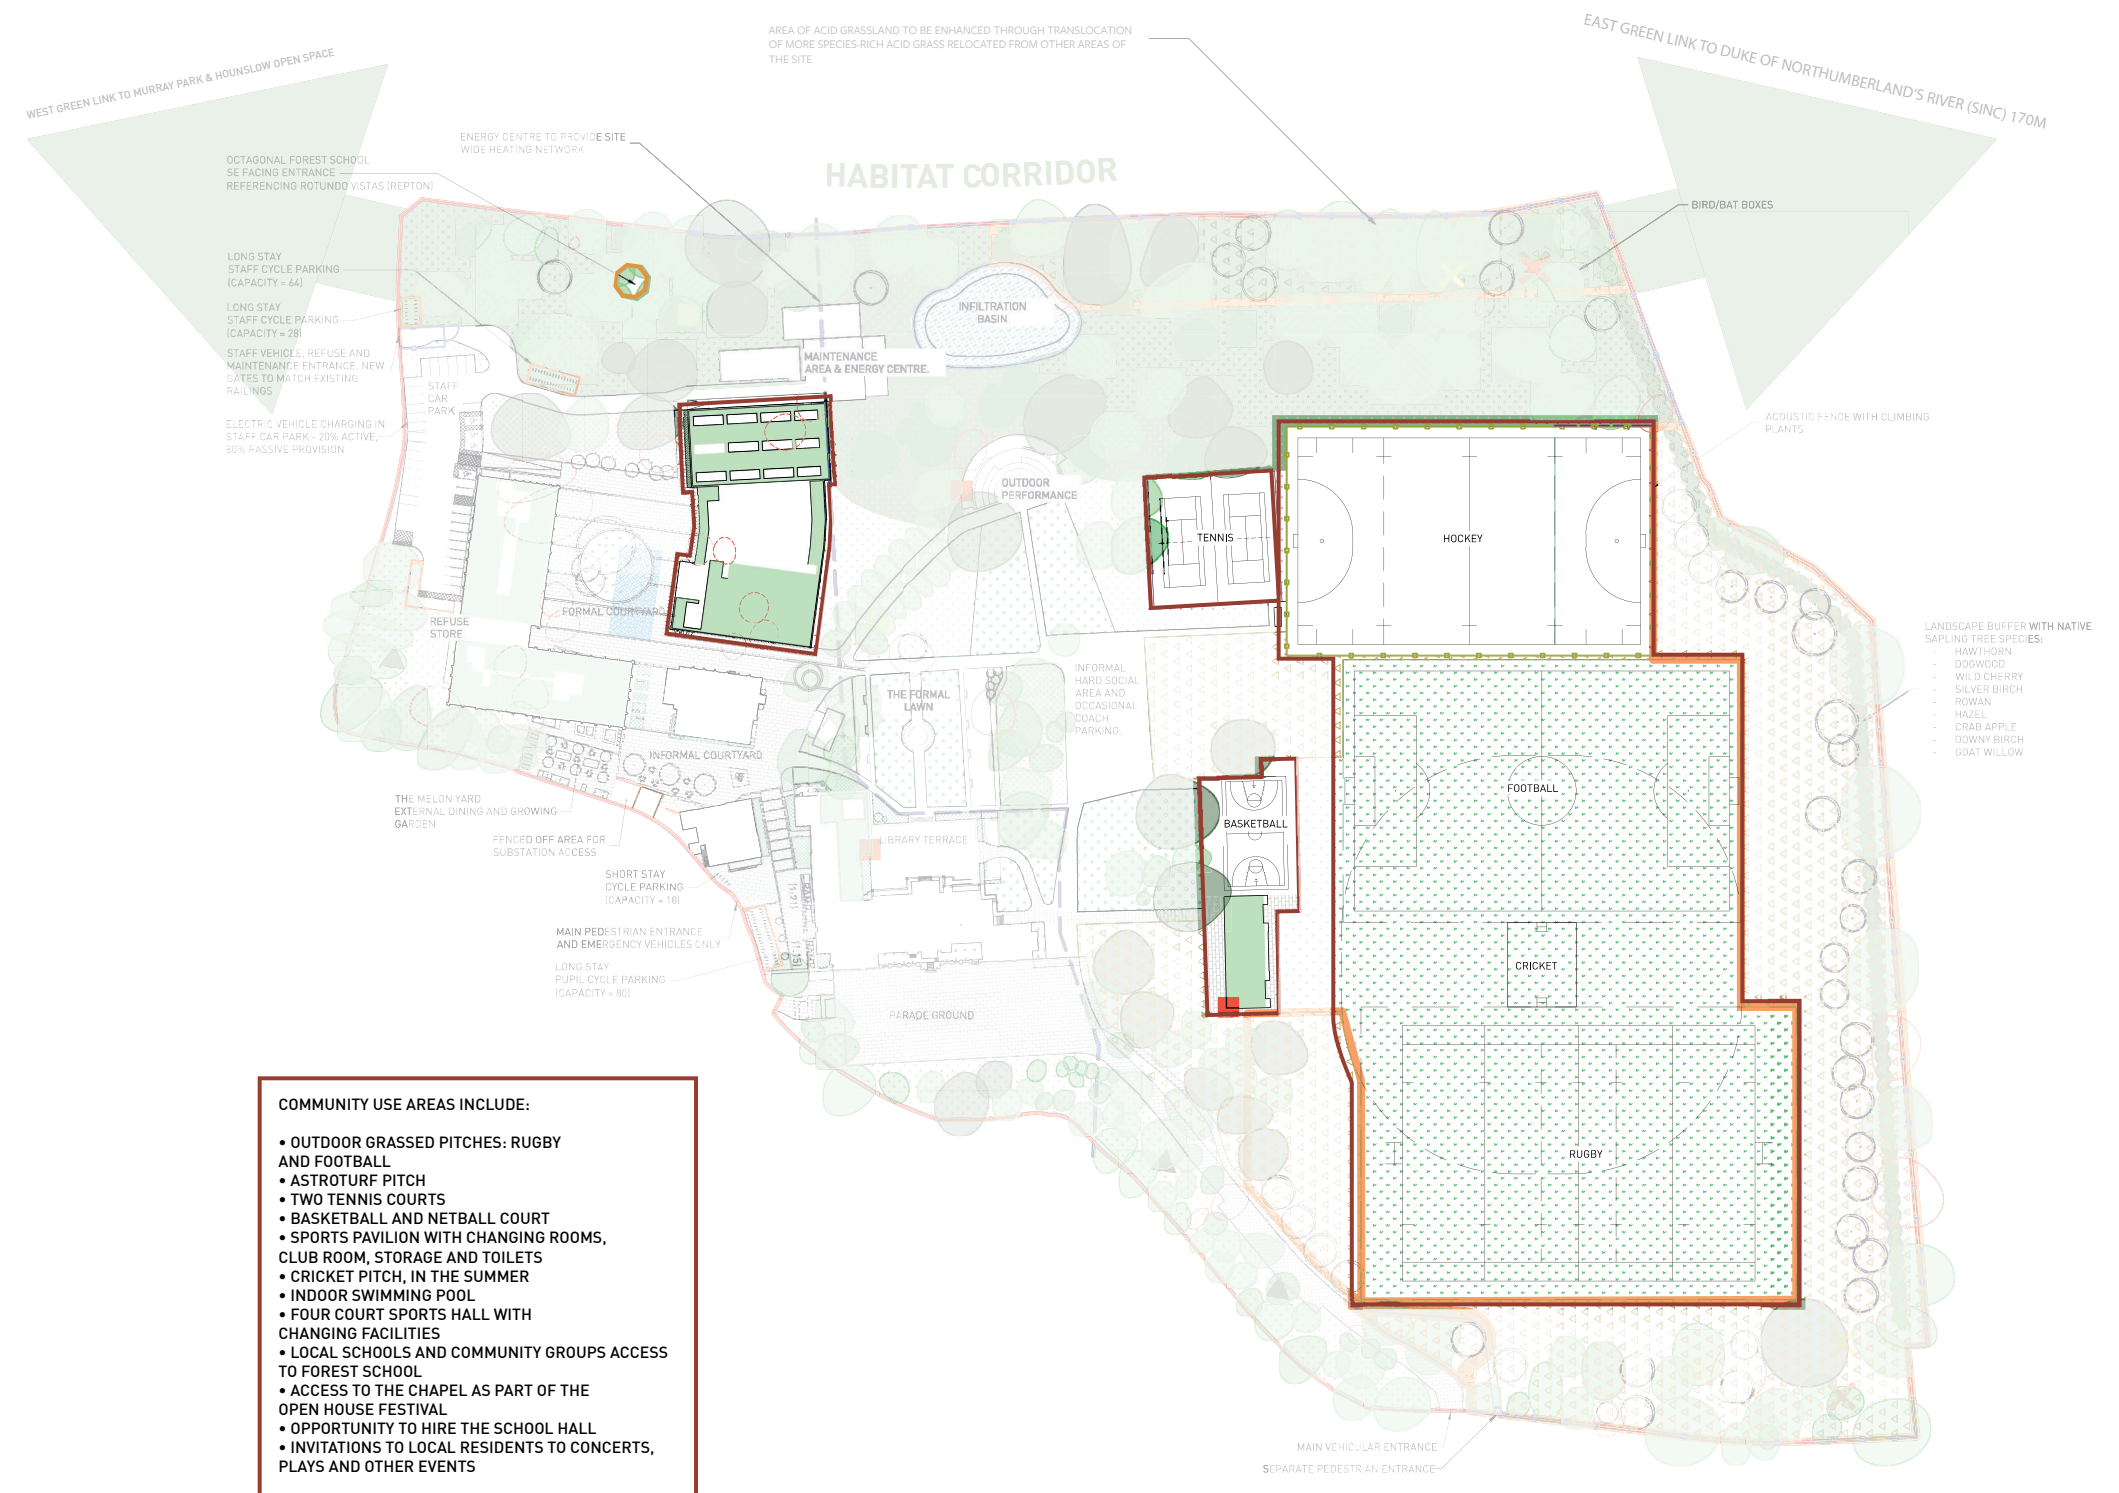 AREA OF ACID GRASSLAND TO BE ENHANCED THROUGH TRANSLOCATION
OF MORE SPECIES-RICH ACID GRASS RELOCATED FROM OTHER AREAS OF
THE SITE
EAST GREEN LINK TO DUKE OF NORTHUMBERLAND'S RIVER (SINC) 170M
WEST GREEN LINK TO MURRAY PARK & HOUNSLOW OPEN SPACE
ENERGY CENTRE TO PROVIDE SITE
WIDE HEATING NETWORK
HABITAT CORRIDOR
OCTAGONAL FOREST SCHOOL
SE FACING ENTRANCE
REFERENCING ROTUNDO VISTAS (REPTON)
BIRD/BAT BOXES
LONG STAY
STAFF CYCLE PARKING
(CAPACITY = 64)
LONG STAY
STAFF CYCLE PARKING
(CAPACITY = 28)
INFILTRATION
BASIN
STAFF VEHICLE, REFUSE AND
MAINTENANCE ENTRANCE. NEW
GATES TO MATCH EXISTING
RAILINGS
MAINTENANCE
AREA & ENERGY CENTRE.
STAFF
CAR
PARK
ELECTRIC VEHICLE CHARGING IN
STAFF CAR PARK - 20% ACTIVE,
80% PASSIVE PROVISION
ACOUSTIC FENCE WITH CLIMBING
PLANTS
OUTDOOR
PERFORMANCE
TENNIS
HOCKEY
FORMAL COURTYARD
REFUSE
STORE
LANDSCAPE BUFFER WITH NATIVE
SAPLING TREE SPECIES:
- HAWTHORN
- DOGWOOD
- WILD CHERRY
- SILVER BIRCH
- ROWAN
- HAZEL
- CRAB APPLE
- DOWNY BIRCH
- GOAT WILLOW
INFORMAL
HARD SOCIAL
AREA AND
OCCASIONAL
COACH
PARKING.
THE FORMAL
LAWN
INFORMAL COURTYARD
FOOTBALL
THE MELON YARD
EXTERNAL DINING AND GROWING
GARDEN
BASKETBALL
FENCED OFF AREA FOR
SUBSTATION ACCESS
LIBRARY TERRACE
SHORT STAY
CYCLE PARKING
(CAPACITY = 18)
RAMP
(1:21)
MAIN PEDESTRIAN ENTRANCE
AND EMERGENCY VEHICLES ONLY.
LONG STAY
PUPIL CYCLE PARKING
(CAPACITY = 80)
CRICKET
PARADE GROUND
RUGBY
COMMUNITY USE AREAS INCLUDE:
• OUTDOOR GRASSED PITCHES: RUGBY
AND FOOTBALL
• ASTROTURF PITCH
• TWO TENNIS COURTS
• BASKETBALL AND NETBALL COURT
• SPORTS PAVILION WITH CHANGING ROOMS,
CLUB ROOM, STORAGE AND TOILETS
• CRICKET PITCH, IN THE SUMMER
• INDOOR SWIMMING POOL
• FOUR COURT SPORTS HALL WITH
CHANGING FACILITIES
• LOCAL SCHOOLS AND COMMUNITY GROUPS ACCESS
TO FOREST SCHOOL
• ACCESS TO THE CHAPEL AS PART OF THE
OPEN HOUSE FESTIVAL
• OPPORTUNITY TO HIRE THE SCHOOL HALL
• INVITATIONS TO LOCAL RESIDENTS TO CONCERTS,
PLAYS AND OTHER EVENTS
MAIN VEHICULAR ENTRANCE
SEPARATE PEDESTRIAN ENTRANCE